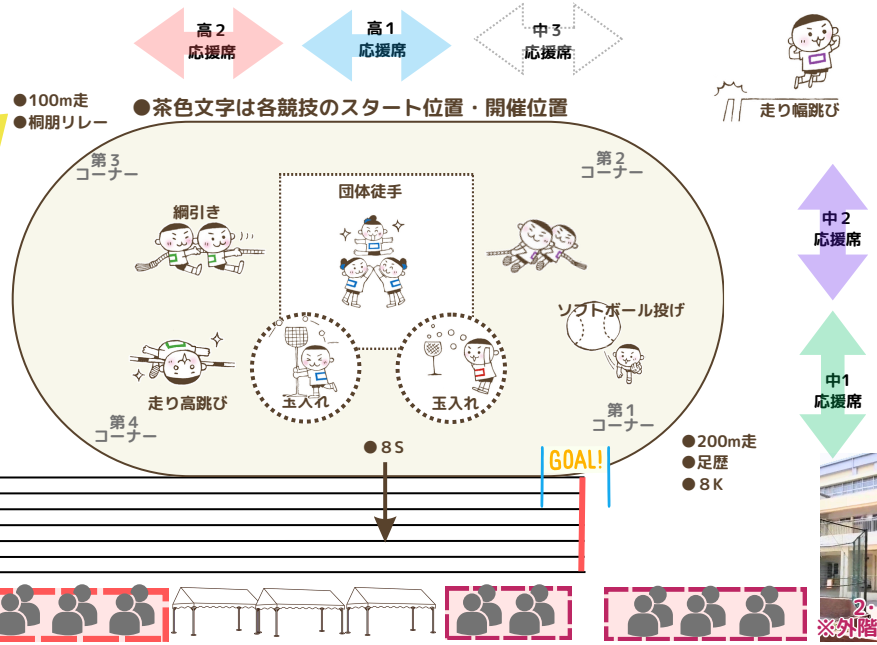 高2
応援席
高1
応援席
中3
応援席
●100m走
●桐朋リレー
●茶色文字は各競技のスタート位置・開催位置
走り幅跳び
第3
コーナー
第2
コーナー
団体徒手
綱引き
中2
応援席
ソフトボール投げ
中1
応援席
走り高跳び
玉入れ
玉入れ
第4
コーナー
第1
コーナー
●8S
GOAL!
●200m走
●足歴
●8K
2・
※外階